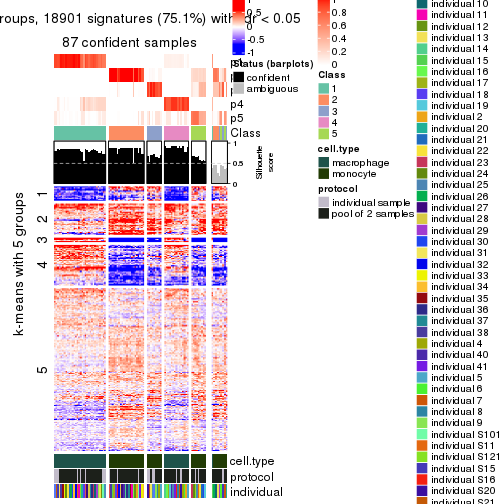 roups, 18901 signatures (75.1%) with
r < 0.05
87 confident samples
p4
p5
Class
1
0.5
0
Silhouette
score
1
2
3
4
5
k-means with 5 groups
cell.type
protocol
individual
1
0.5
0
-0.5
-1
Status (barplots)
confident
ambiguous
0.8
0.6
0.4
0.2
0
Class
1
2
3
4
5
cell.type
macrophage
monocyte
protocol
individual sample
pool of 2 samples
individual 10
individual 11
individual 12
individual 13
individual 14
individual 15
individual 16
individual 17
individual 18
individual 19
individual 2
individual 20
individual 21
individual 22
individual 23
individual 24
individual 25
individual 26
individual 27
individual 28
individual 29
individual 30
individual 31
individual 32
individual 33
individual 34
individual 35
individual 36
individual 37
individual 38
individual 4
individual 40
individual 41
individual 5
individual 6
individual 7
individual 8
individual 9
individual S101
individual S11
individual S121
individual S15
individual S16
individual S20
individual S21